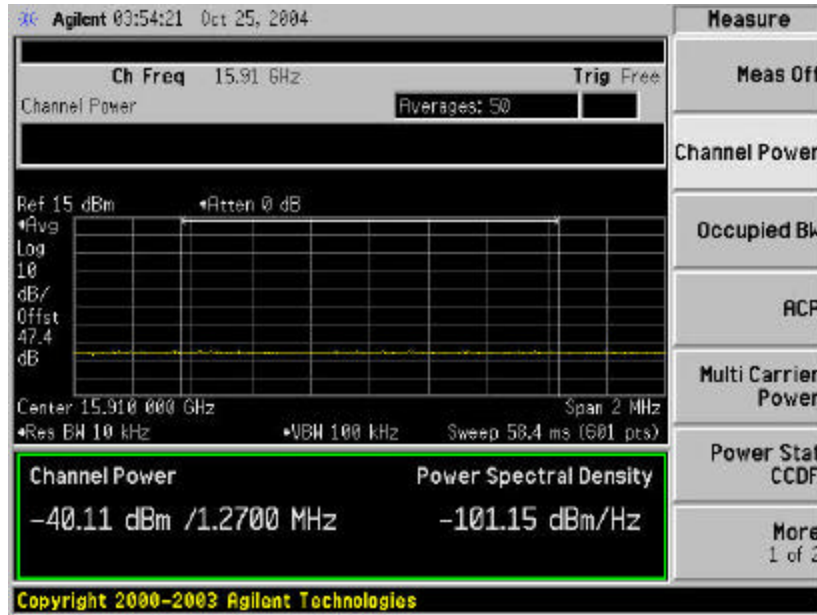 Agilent 03:54:21 Oct 25, 2004
Measure
Ch Freq 15.91 GHz Trig Free
Channel Power Averages: 50
Ref 15 dBm Atten 0 dB
Avg
Log
10
dB/
Offst
47.4
dB
Center 15.910 000 GHz Span 2 MHz
Res BW 10 kHz VBW 100 kHz Sweep 58.4 ms (601 pts)
Channel Power Power Spectral Density
-40.11 dBm /1.2700 MHz -101.15 dBm/Hz
Copyright 2000-2003 Agilent Technologies
Meas Off
Channel Power
Occupied BW
ACP
Multi Carrier
Power
Power Stat
CCDF
More
1 of 2